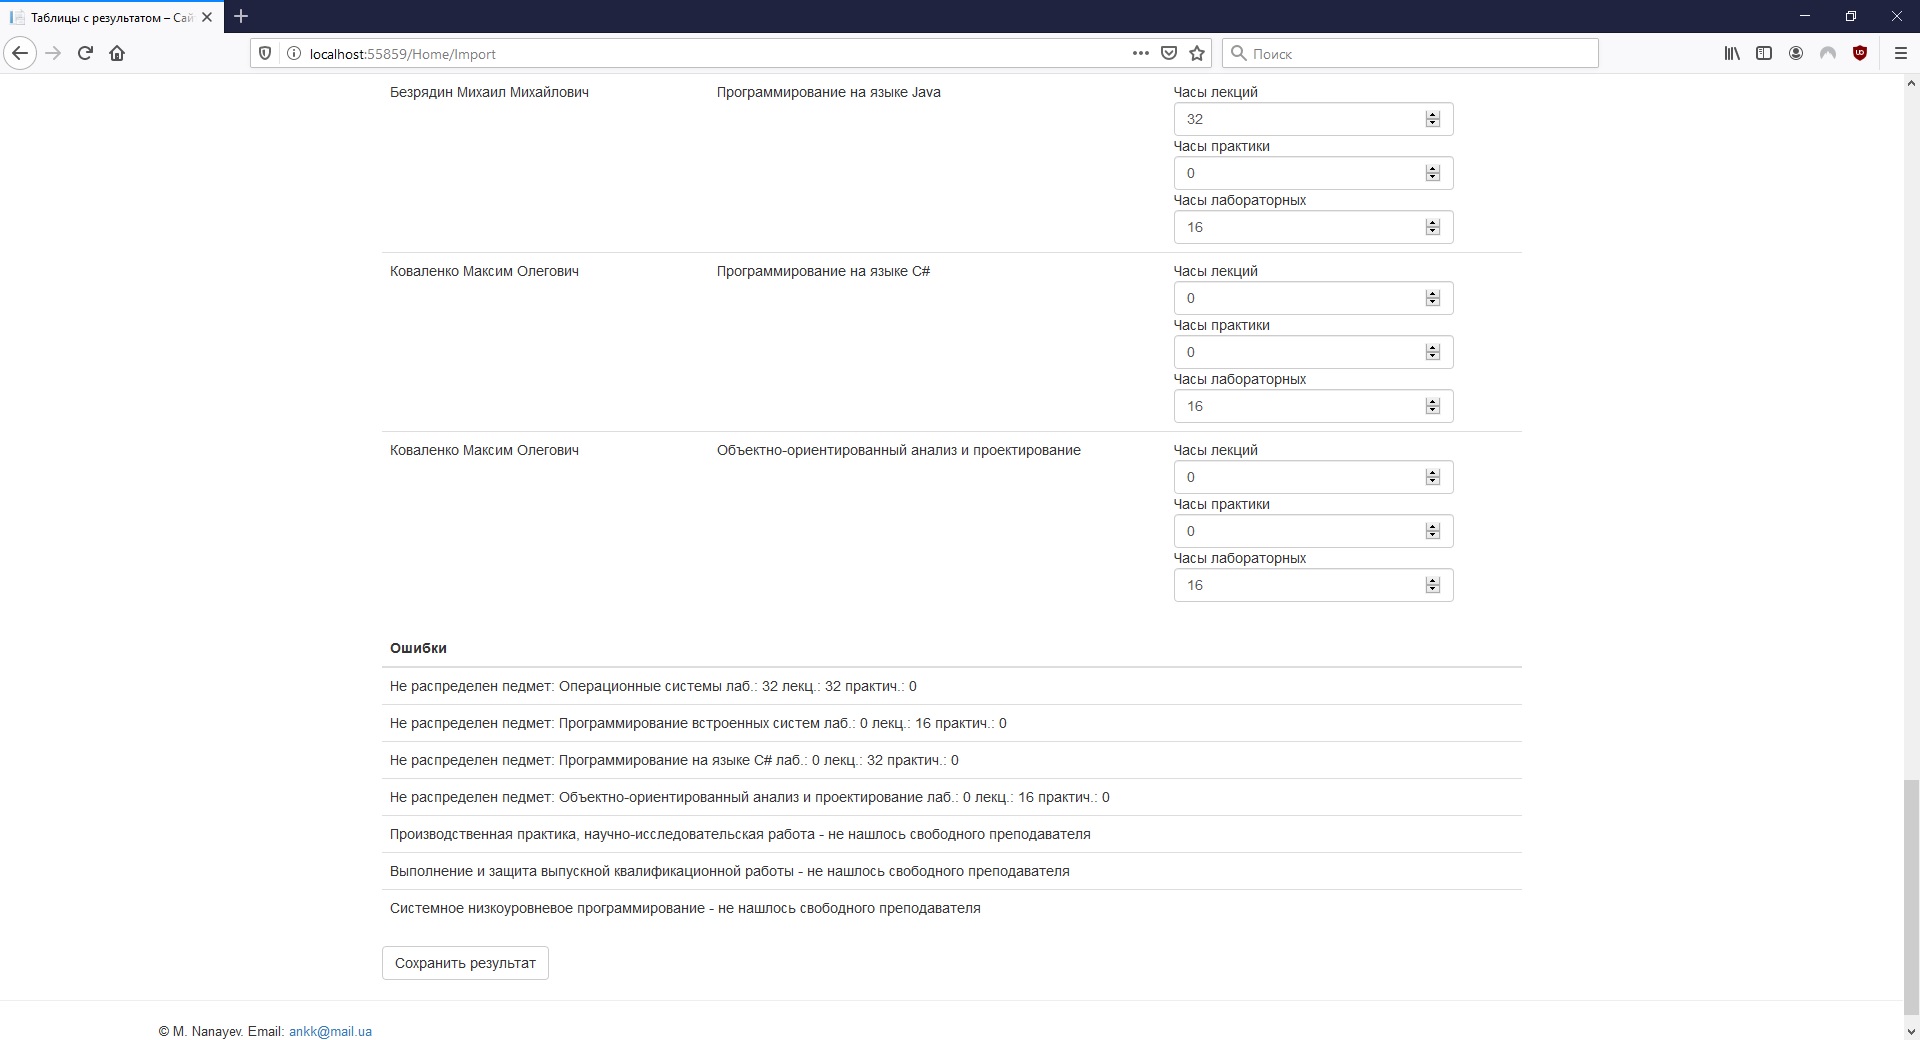 Таблицы с результатом – Сай
localhost:55859/Home/Import
Поиск
Безрядин Михаил Михайлович
Программирование на языке Java
Часы лекций
32
Часы практики
0
Часы лабораторных
16
Коваленко Максим Олегович
Программирование на языке C#
Часы лекций
0
Часы практики
0
Часы лабораторных
16
Коваленко Максим Олегович
Объектно-ориентированный анализ и проектирование
Часы лекций
0
Часы практики
0
Часы лабораторных
16
Ошибки
Не распределен педмет: Операционные системы лаб.: 32 лекц.: 32 практич.: 0
Не распределен педмет: Программирование встроенных систем лаб.: 0 лекц.: 16 практич.: 0
Не распределен педмет: Программирование на языке C# лаб.: 0 лекц.: 32 практич.: 0
Не распределен педмет: Объектно-ориентированный анализ и проектирование лаб.: 0 лекц.: 16 практич.: 0
Производственная практика, научно-исследовательская работа - не нашлось свободного преподавателя
Выполнение и защита выпускной квалификационной работы - не нашлось свободного преподавателя
Системное низкоуровневое программирование - не нашлось свободного преподавателя
Сохранить результат
© M. Nanayev. Email: ankk@mail.ua